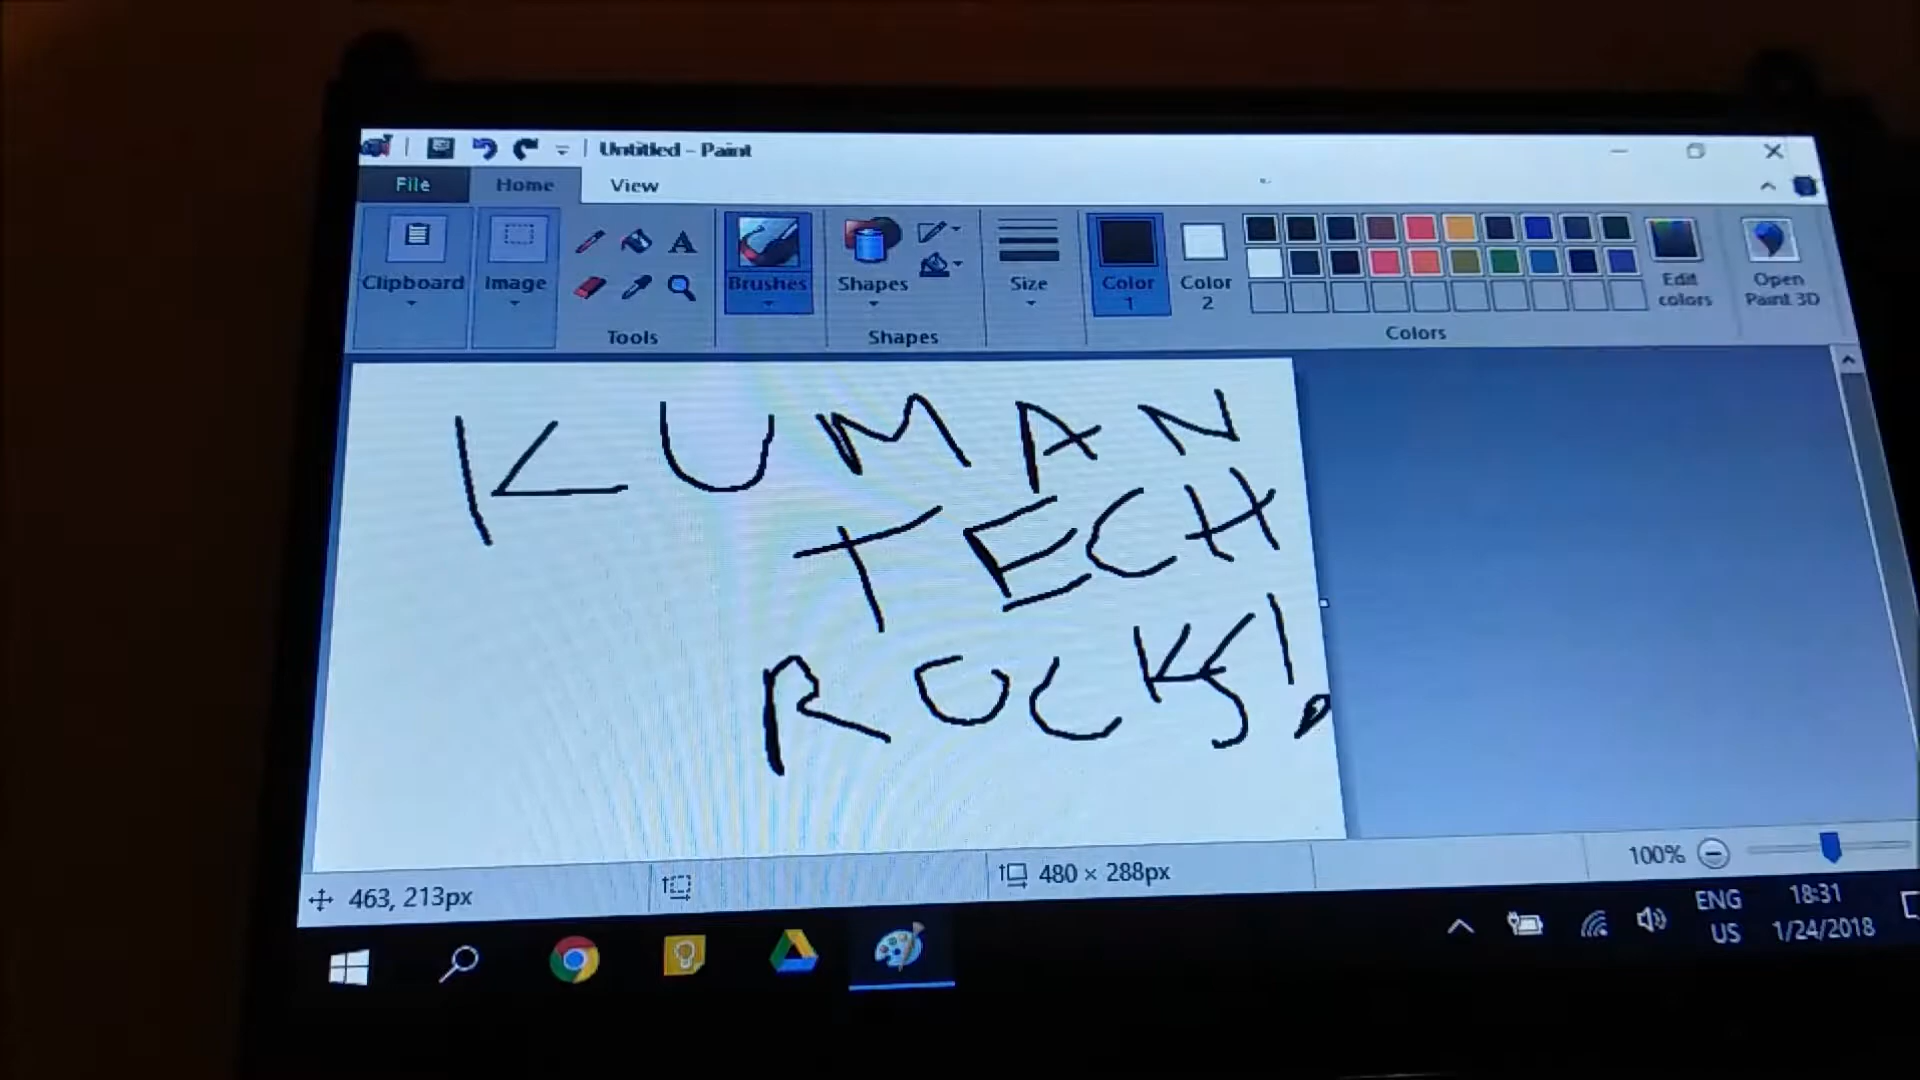 Untitled - Paint
File Home View
Clipboard Image Tools Brushes Shapes Shapes Size Color 1 Color 2 Colors Edit colors Open Paint 3D
KUMAN
TECH
ROCKS!
463, 213px 480 × 288px 100%
ENG 18:31
US 1/24/2018